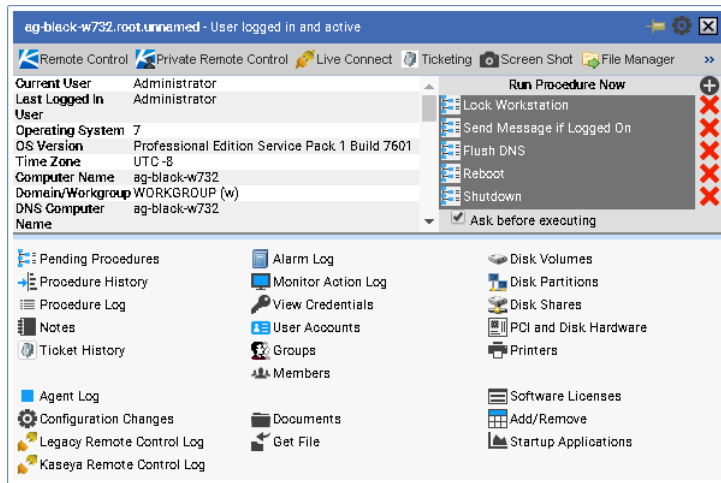 ag-black-w732.root.unnamed - User logged in and active
Remote Control Private Remote Control Live Connect Ticketing Screen Shot File Manager »
Current User Administrator
Last Logged In User Administrator
Operating System 7
OS Version Professional Edition Service Pack 1 Build 7601
Time Zone UTC -8
Computer Name ag-black-w732
Domain/Workgroup WORKGROUP (w)
DNS Computer Name ag-black-w732
Run Procedure Now
Lock Workstation
Send Message if Logged On
Flush DNS
Reboot
Shutdown
Ask before executing
Pending Procedures
Procedure History
Procedure Log
Notes
Ticket History
Agent Log
Configuration Changes
Legacy Remote Control Log
Kaseya Remote Control Log
Alarm Log
Monitor Action Log
View Credentials
User Accounts
Groups
Members
Documents
Get File
Disk Volumes
Disk Partitions
Disk Shares
PCI and Disk Hardware
Printers
Software Licenses
Add/Remove
Startup Applications